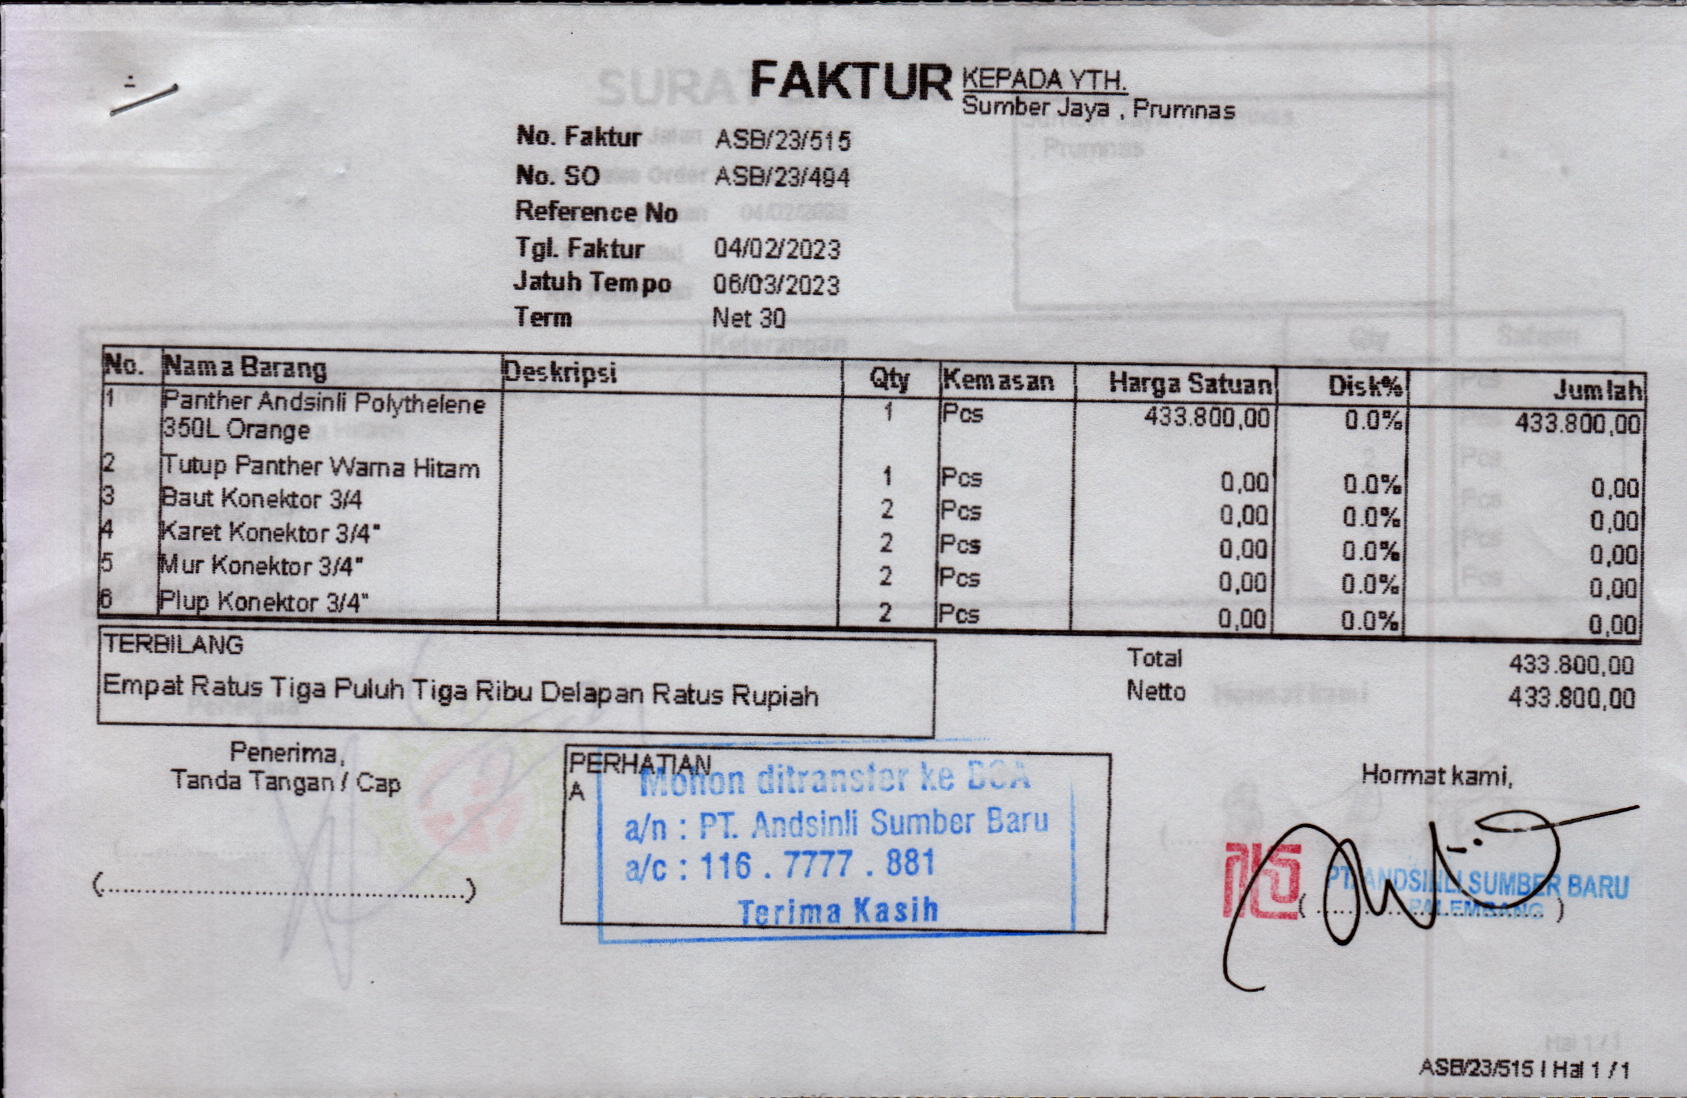 FAKTUR
KEPADA YTH.
Sumber Jaya , Prumnas
No. Faktur ASB/23/515
No. SO ASB/23/494
Reference No
Tgl. Faktur 04/02/2023
Jatuh Tempo 06/03/2023
Term Net 30
No. Nama Barang Deskripsi Qty Kemasan Harga Satuan Disk% Jumlah
1 Panther Andsinli Polythelene 1 Pcs 433.800,00 0.0% 433.800,00
350L Orange
2 Tutup Panther Warna Hitam 1 Pcs 0,00 0.0% 0,00
3 Baut Konektor 3/4 2 Pcs 0,00 0.0% 0,00
4 Karet Konektor 3/4" 2 Pcs 0,00 0.0% 0,00
5 Mur Konektor 3/4" 2 Pcs 0,00 0.0% 0,00
6 Plup Konektor 3/4" 2 Pcs 0,00 0.0% 0,00
TERBILANG
Empat Ratus Tiga Puluh Tiga Ribu Delapan Ratus Rupiah
Total 433.800,00
Netto 433.800,00
Penerima,
Tanda Tangan / Cap
(..............................................................)
PERHATIAN
A
Mohon ditransfer ke BCA
a/n : PT. Andsinli Sumber Baru
a/c : 116 . 7777 . 881
Terima Kasih
Hormat kami,
PT. ANDSINLI SUMBER BARU
PALEMBANG
ASB/23/515 / Hal 1 / 1